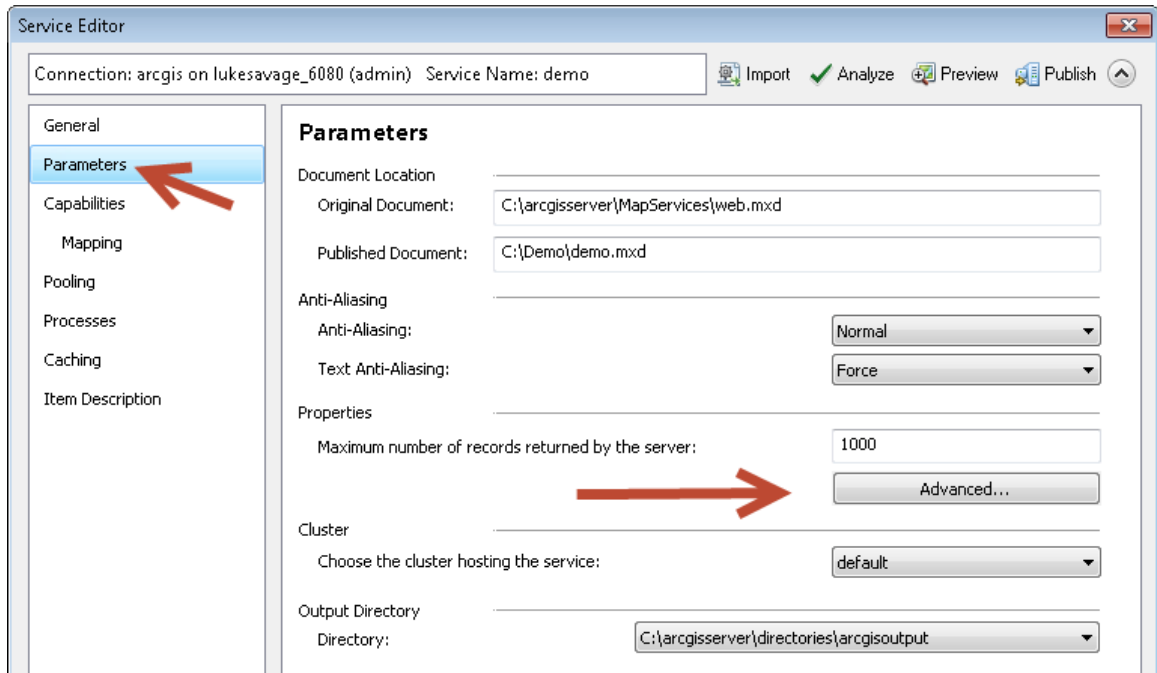 Service Editor
Connection: arcgis on lukesavage_6080 (admin) Service Name: demo
Import
Analyze
Preview
Publish
General
Parameters
Capabilities
Mapping
Pooling
Processes
Caching
Item Description
Parameters
Document Location
Original Document: C:\arcgisserver\MapServices\web.mxd
Published Document: C:\Demo\demo.mxd
Anti-Aliasing
Anti-Aliasing: Normal
Text Anti-Aliasing: Force
Properties
Maximum number of records returned by the server: 1000
Advanced...
Cluster
Choose the cluster hosting the service: default
Output Directory
Directory: C:\arcgisserver\directories\arcgisoutput